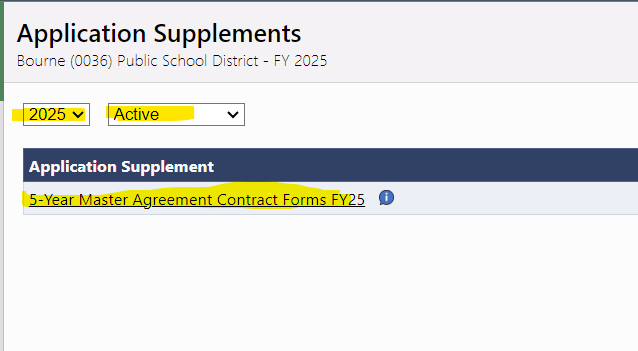 Application Supplements
Bourne (0036) Public School District - FY 2025
2025 Active
Application Supplement
5-Year Master Agreement Contract Forms FY25